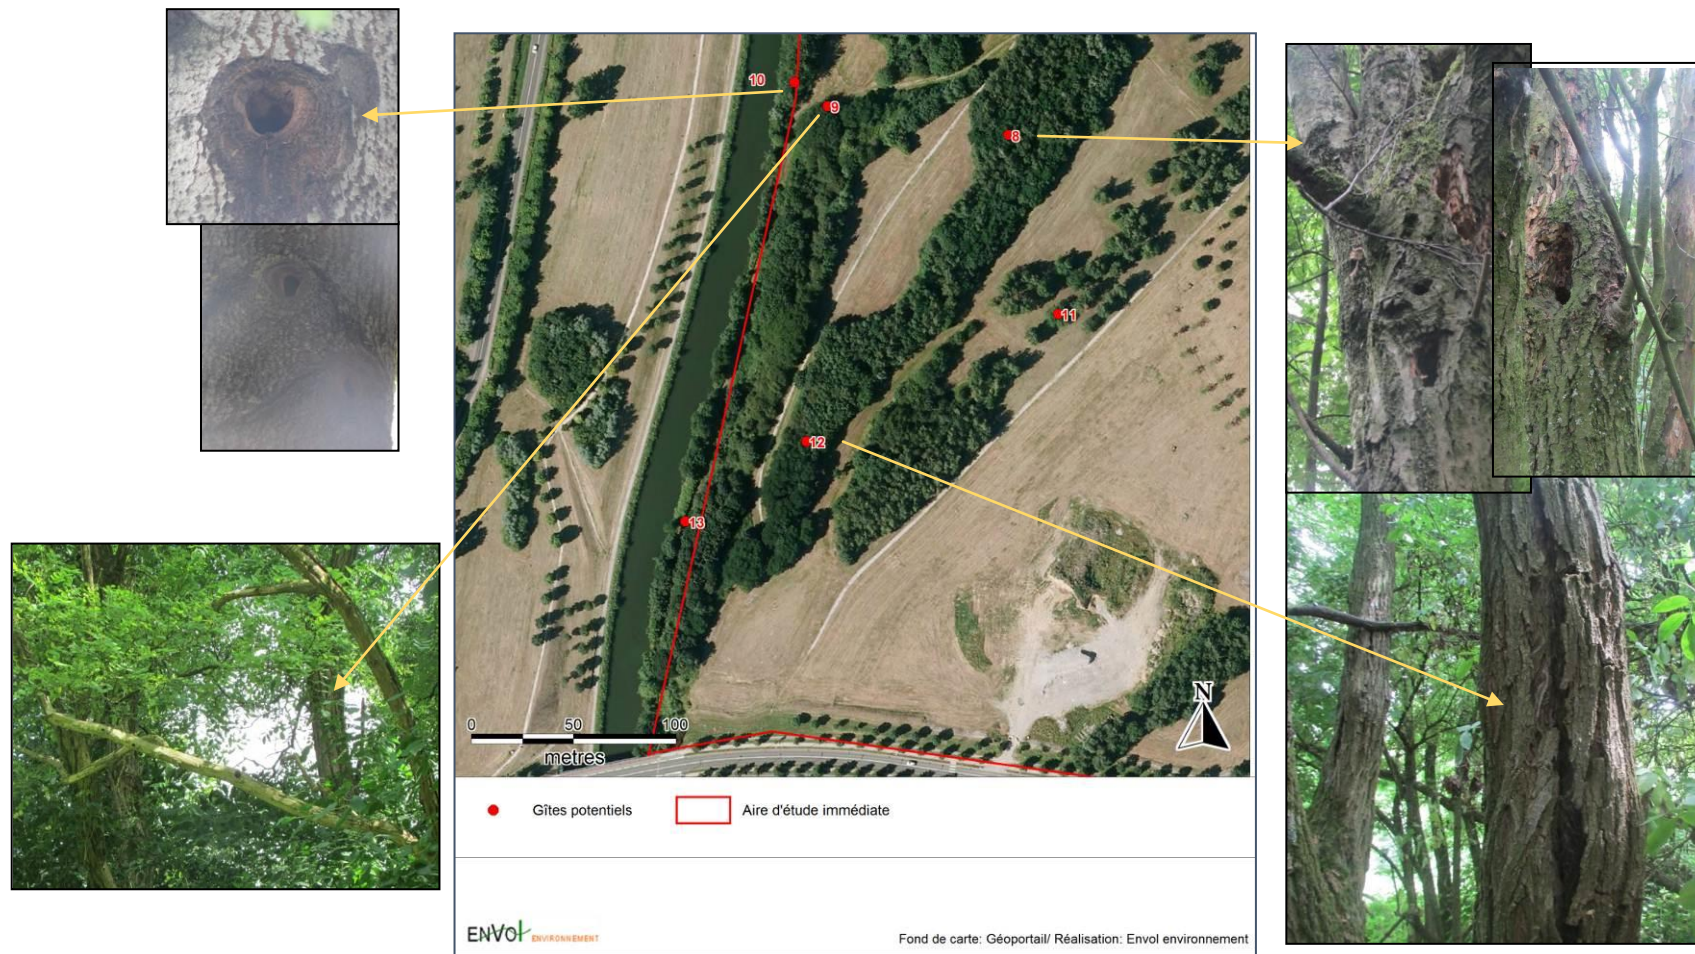 10
9
8
11
12
13
N
0 50 100
metres
Gîtes potentiels
Aire d'étude immédiate
ENVOL ENVIRONNEMENT
Fond de carte: Géoportail/ Réalisation: Envol environnement